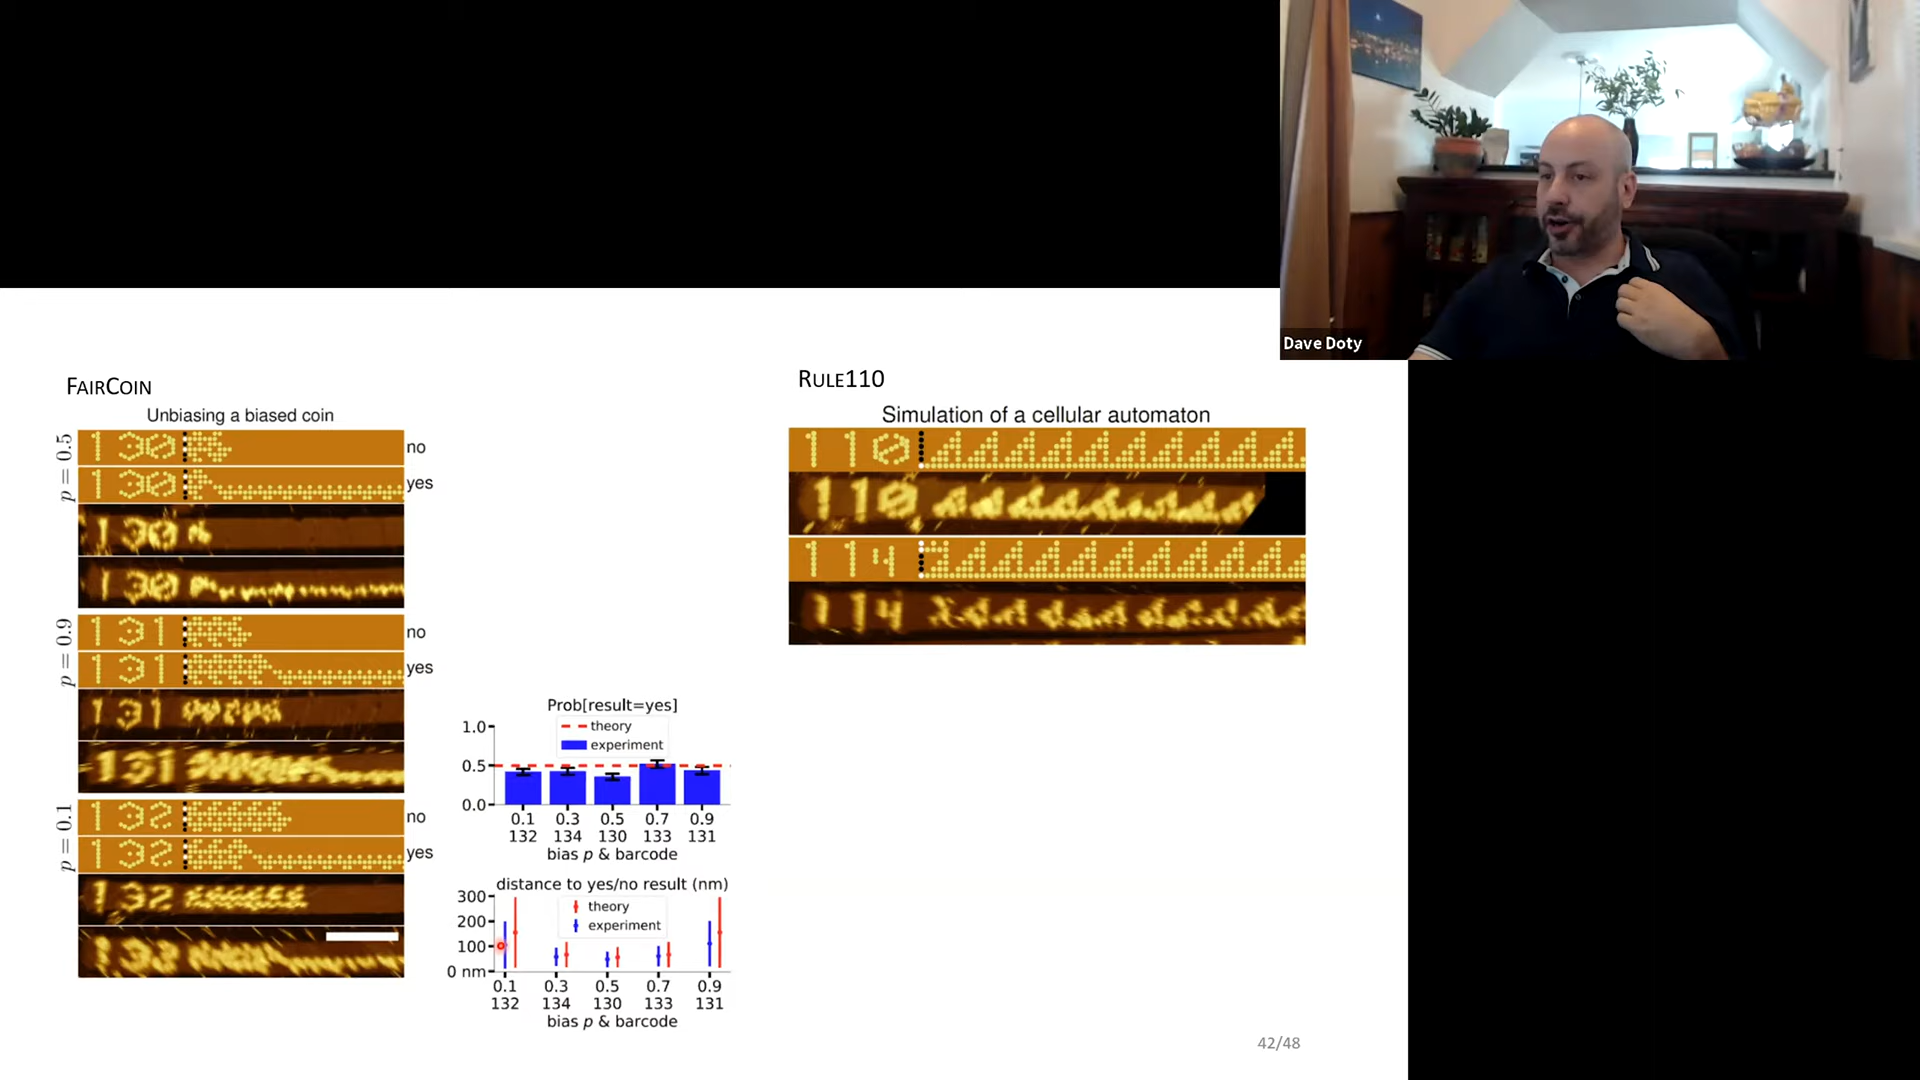 Dave Doty
FAIRCOIN
Unbiasing a biased coin
p = 0.5
130
no
130
yes
130
130
p = 0.9
131
no
131
yes
131
131
p = 0.1
132
no
132
yes
132
132
Prob[result=yes]
1.0
theory
experiment
0.5
0.0
0.1 0.3 0.5 0.7 0.9
132 134 130 133 131
bias p & barcode
distance to yes/no result (nm)
300
theory
200
experiment
100
0 nm
0.1 0.3 0.5 0.7 0.9
132 134 130 133 131
bias p & barcode
RULE110
Simulation of a cellular automaton
110
110
114
114
42/48